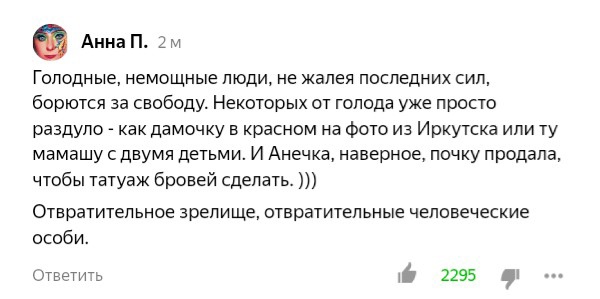 Анна П. 2 м
Голодные, немощные люди, не жалея последних сил,
борются за свободу. Некоторых от голода уже просто
раздуло - как дамочку в красном на фото из Иркутска или ту
мамашу с двумя детьми. И Анечка, наверное, почку продала,
чтобы татуаж бровей сделать. )))
Отвратительное зрелище, отвратительные человеческие
особи.
Ответить 2295